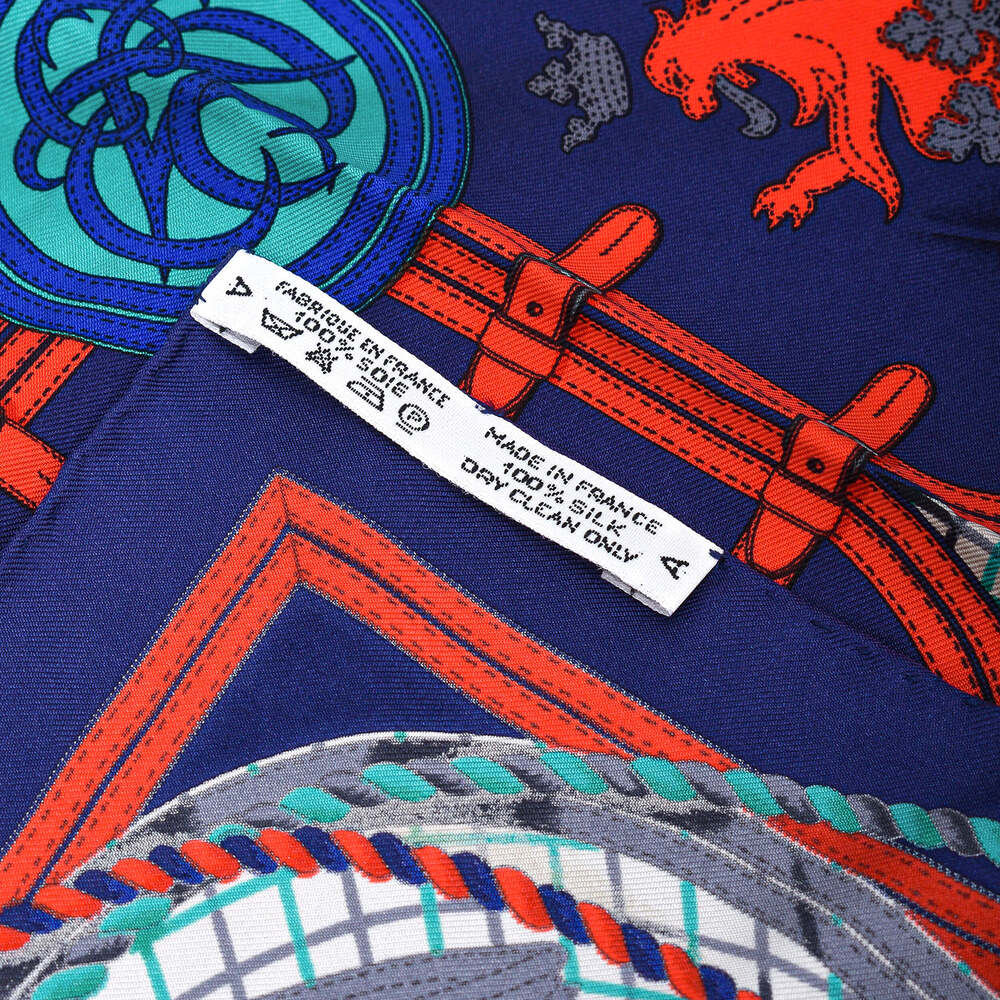 A
FABRIQUE EN FRANCE
100% SOIE
P
MADE IN FRANCE
100% SILK
DRY CLEAN ONLY
A